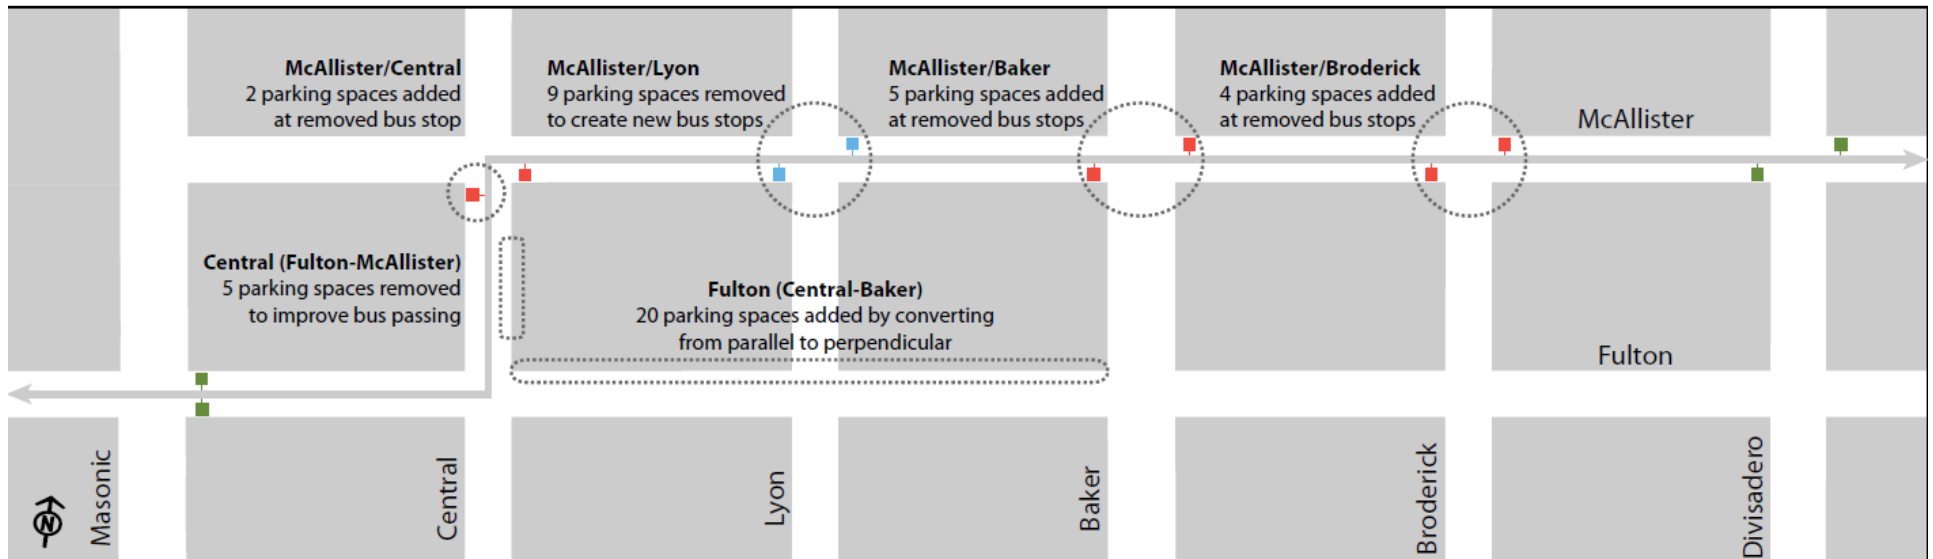 McAllister/Central
2 parking spaces added
at removed bus stop
McAllister/Lyon
9 parking spaces removed
to create new bus stops
McAllister/Baker
5 parking spaces added
at removed bus stops
McAllister/Broderick
4 parking spaces added
at removed bus stops
McAllister
Central (Fulton-McAllister)
5 parking spaces removed
to improve bus passing
Fulton (Central-Baker)
20 parking spaces added by converting
from parallel to perpendicular
Fulton
N
Masonic
Central
Lyon
Baker
Broderick
Divisadero